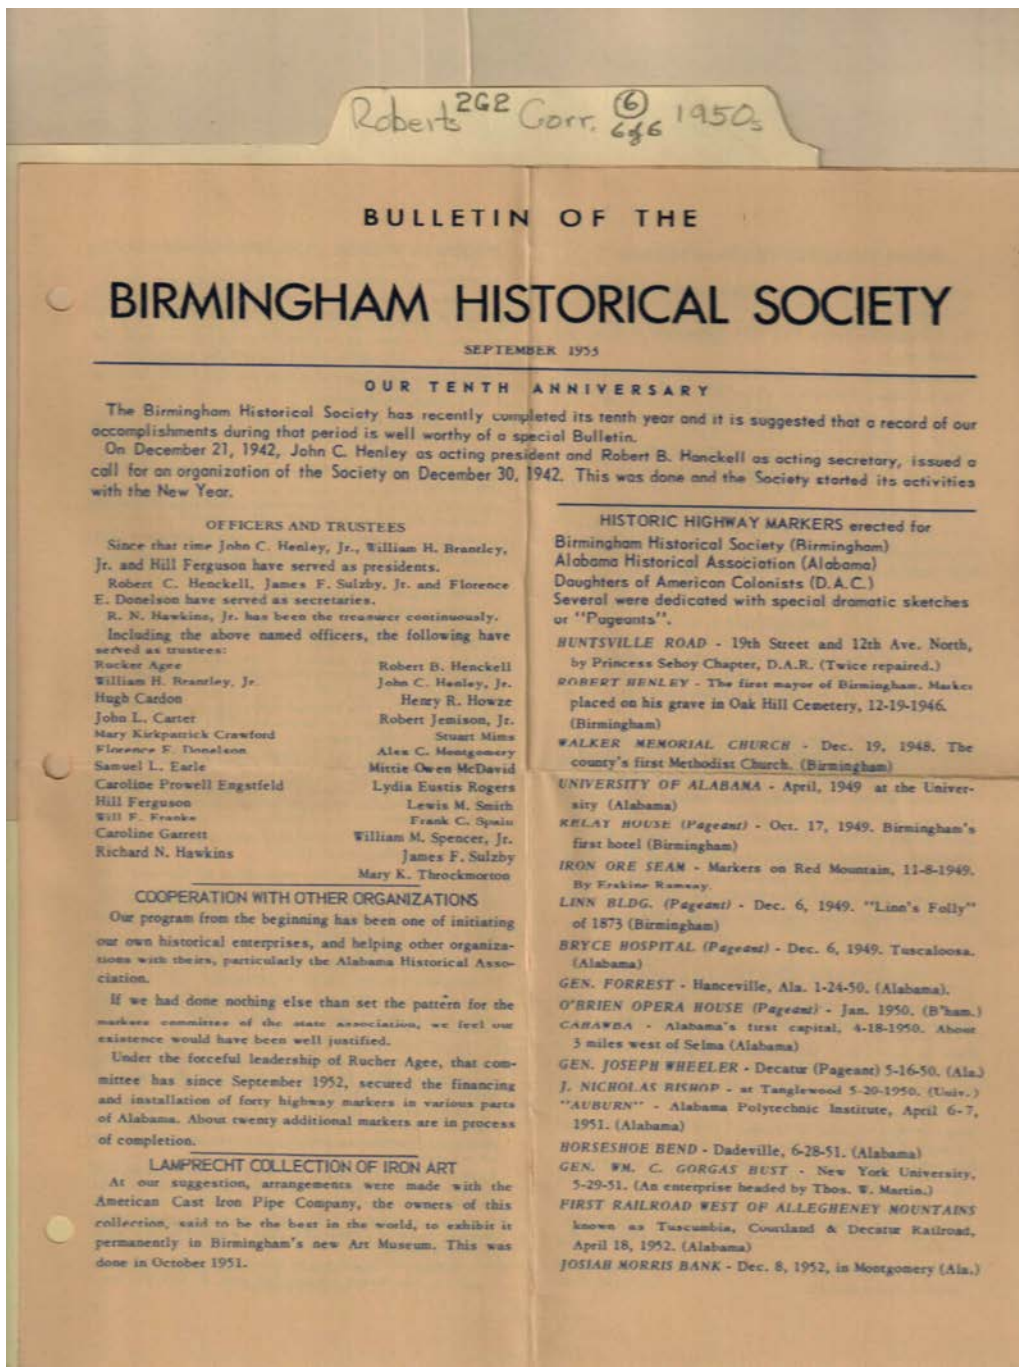 Roberts 2G2 Corr. 6 1950s
6 of 6
BULLETIN OF THE
BIRMINGHAM HISTORICAL SOCIETY
SEPTEMBER 1953
OUR TENTH ANNIVERSARY
The Birmingham Historical Society has recently completed its tenth year and it is suggested that a record of our
accomplishments during that period is well worthy of a special Bulletin.
On December 21, 1942, John C. Henley as acting president and Robert B. Hanckell as acting secretary, issued a
call for an organization of the Society on December 30, 1942. This was done and the Society started its activities
with the New Year.
OFFICERS AND TRUSTEES
Since that time John C. Henley, Jr., William H. Brantley,
Jr. and Hill Ferguson have served as presidents.
Robert C. Henckell, James F. Sulzby, Jr. and Florence
E. Donelson have served as secretaries.
R. N. Hawkins, Jr. has been the treasurer continuously.
Including the above named officers, the following have
served as trustees:
Rucker Agee
William H. Brantley, Jr.
Hugh Cardon
John L. Carter
Mary Kirkpatrick Crawford
Florence F. Donelson
Samuel L. Earle
Caroline Prowell Engstfeld
Hill Ferguson
Will F. Franke
Caroline Garrett
Richard N. Hawkins
Robert B. Henckell
John C. Henley, Jr.
Henry R. Howze
Robert Jemison, Jr.
Stuart Mims
Alex C. Montgomery
Mittie Owen McDavid
Lydia Eustis Rogers
Lewis M. Smith
Frank C. Spain
William M. Spencer, Jr.
James F. Sulzby
Mary K. Throckmorton
COOPERATION WITH OTHER ORGANIZATIONS
Our program from the beginning has been one of initiating
our own historical enterprises, and helping other organiza-
tions with theirs, particularly the Alabama Historical Asso-
ciation.
If we had done nothing else than set the pattern for the
markers committee of the state association, we feel our
existence would have been well justified.
Under the forceful leadership of Rucher Agee, that com-
mittee has since September 1952, secured the financing
and installation of forty highway markers in various parts
of Alabama. About twenty additional markers are in process
of completion.
LAMPRECHT COLLECTION OF IRON ART
At our suggestion, arrangements were made with the
American Cast Iron Pipe Company, the owners of this
collection, said to be the best in the world, to exhibit it
permanently in Birmingham's new Art Museum. This was
done in October 1951.
HISTORIC HIGHWAY MARKERS erected for
Birmingham Historical Society (Birmingham)
Alabama Historical Association (Alabama)
Daughters of American Colonists (D.A.C.)
Several were dedicated with special dramatic sketches
or "Pageants".
HUNTSVILLE ROAD - 19th Street and 12th Ave. North,
by Princess Sehoy Chapter, D.A.R. (Twice repaired.)
ROBERT HENLEY - The first mayor of Birmingham. Marker
placed on his grave in Oak Hill Cemetery, 12-19-1946.
(Birmingham)
WALKER MEMORIAL CHURCH - Dec. 19, 1948. The
county's first Methodist Church. (Birmingham)
UNIVERSITY OF ALABAMA - April, 1949 at the Univer-
sity (Alabama)
RELAY HOUSE (Pageant) - Oct. 17, 1949. Birmingham's
first hotel (Birmingham)
IRON ORE SEAM - Markers on Red Mountain, 11-8-1949.
By Erskine Ramsay.
LINN BLDG. (Pageant) - Dec. 6, 1949. "Linn's Folly"
of 1873 (Birmingham)
BRYCE HOSPITAL (Pageant) - Dec. 6, 1949. Tuscaloosa.
(Alabama)
GEN. FORREST - Hanceville, Ala. 1-24-50. (Alabama).
O'BRIEN OPERA HOUSE (Pageant) - Jan. 1950. (B'ham.)
CAHAWBA - Alabama's first capital, 4-18-1950. About
3 miles west of Selma (Alabama)
GEN. JOSEPH WHEELER - Decatur (Pageant) 5-16-50. (Ala.)
J. NICHOLAS BISHOP - at Tanglewood 5-20-1950. (Univ.)
"AUBURN" - Alabama Polytechnic Institute, April 6-7,
1951. (Alabama)
HORSESHOE BEND - Dadeville, 6-28-51. (Alabama)
GEN. WM. C. GORGAS BUST - New York University,
5-29-51. (An enterprise headed by Thos. W. Martin.)
FIRST RAILROAD WEST OF ALLEGHENEY MOUNTAINS
known as Tuscumbia, Courtland & Decatur Railroad,
April 18, 1952. (Alabama)
JOSIAH MORRIS BANK - Dec. 8, 1952, in Montgomery (Ala.)